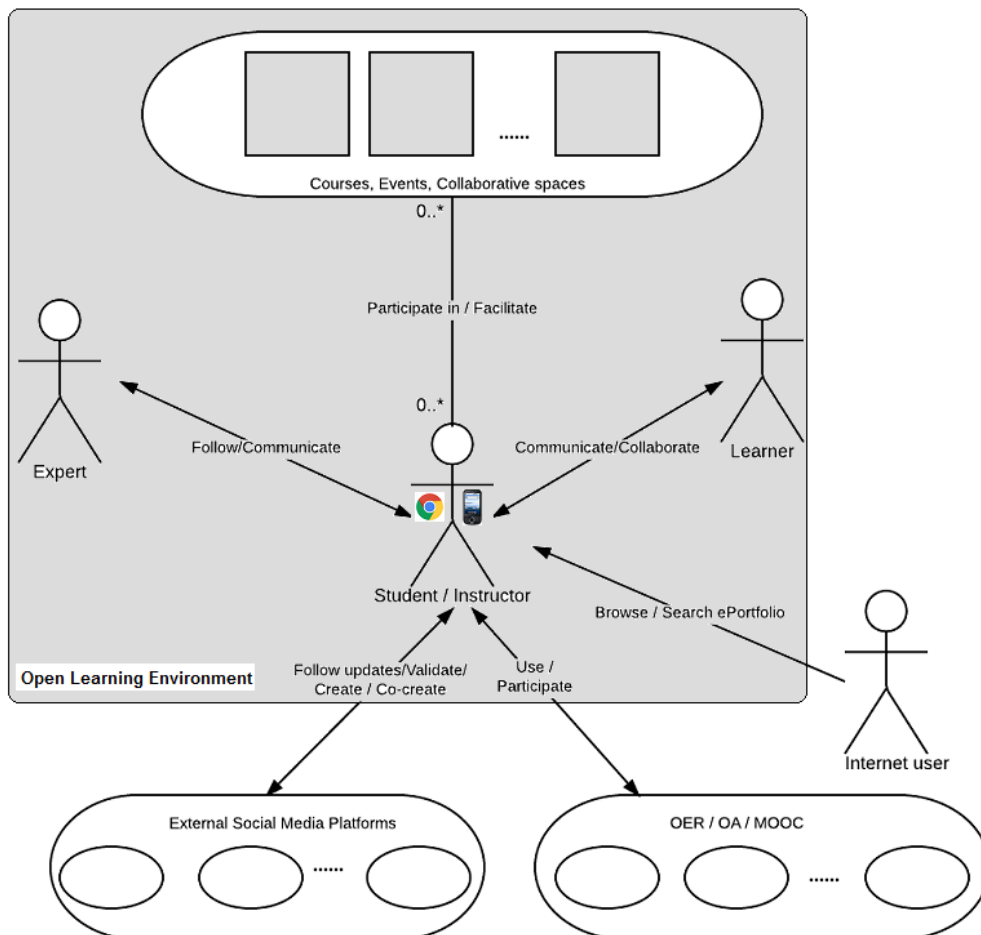 ......
Courses, Events, Collaborative spaces
0..*
Participate in / Facilitate
0..*
Follow/Communicate
Communicate/Collaborate
Expert
Learner
Student / Instructor
Browse / Search ePortfolio
Open Learning Environment
Follow updates/Validate/
Create / Co-create
Use /
Participate
Internet user
External Social Media Platforms
......
OER / OA / MOOC
......